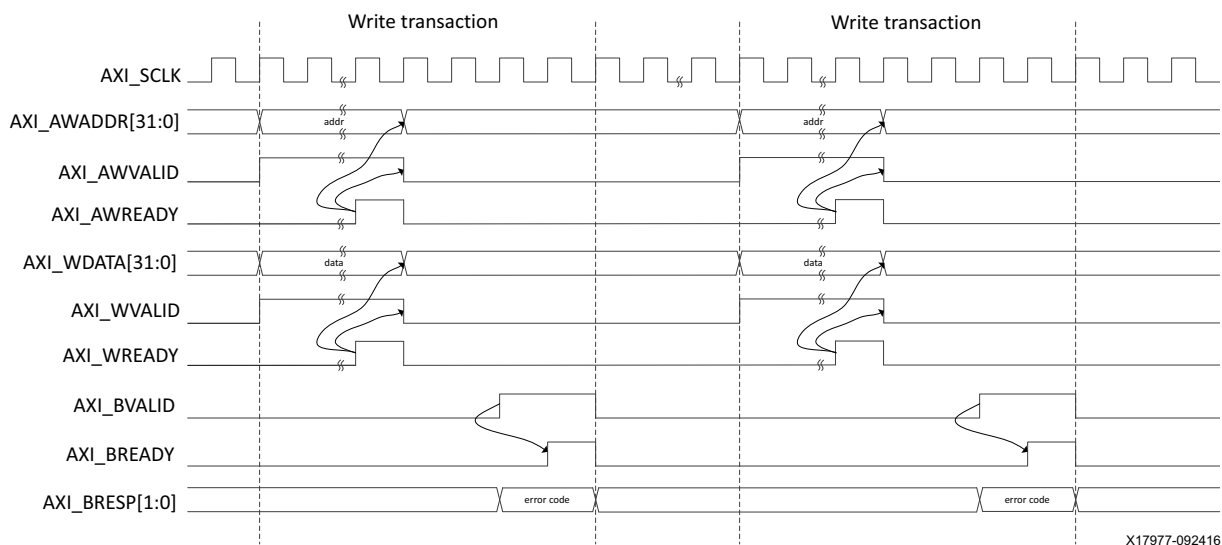 Write transaction Write transaction
AXI_SCLK
AXI_AWADDR[31:0] addr addr
AXI_AWVALID
AXI_AWREADY
AXI_WDATA[31:0] data data
AXI_WVALID
AXI_WREADY
AXI_BVALID
AXI_BREADY
AXI_BRESP[1:0] error code error code
X17977-092416